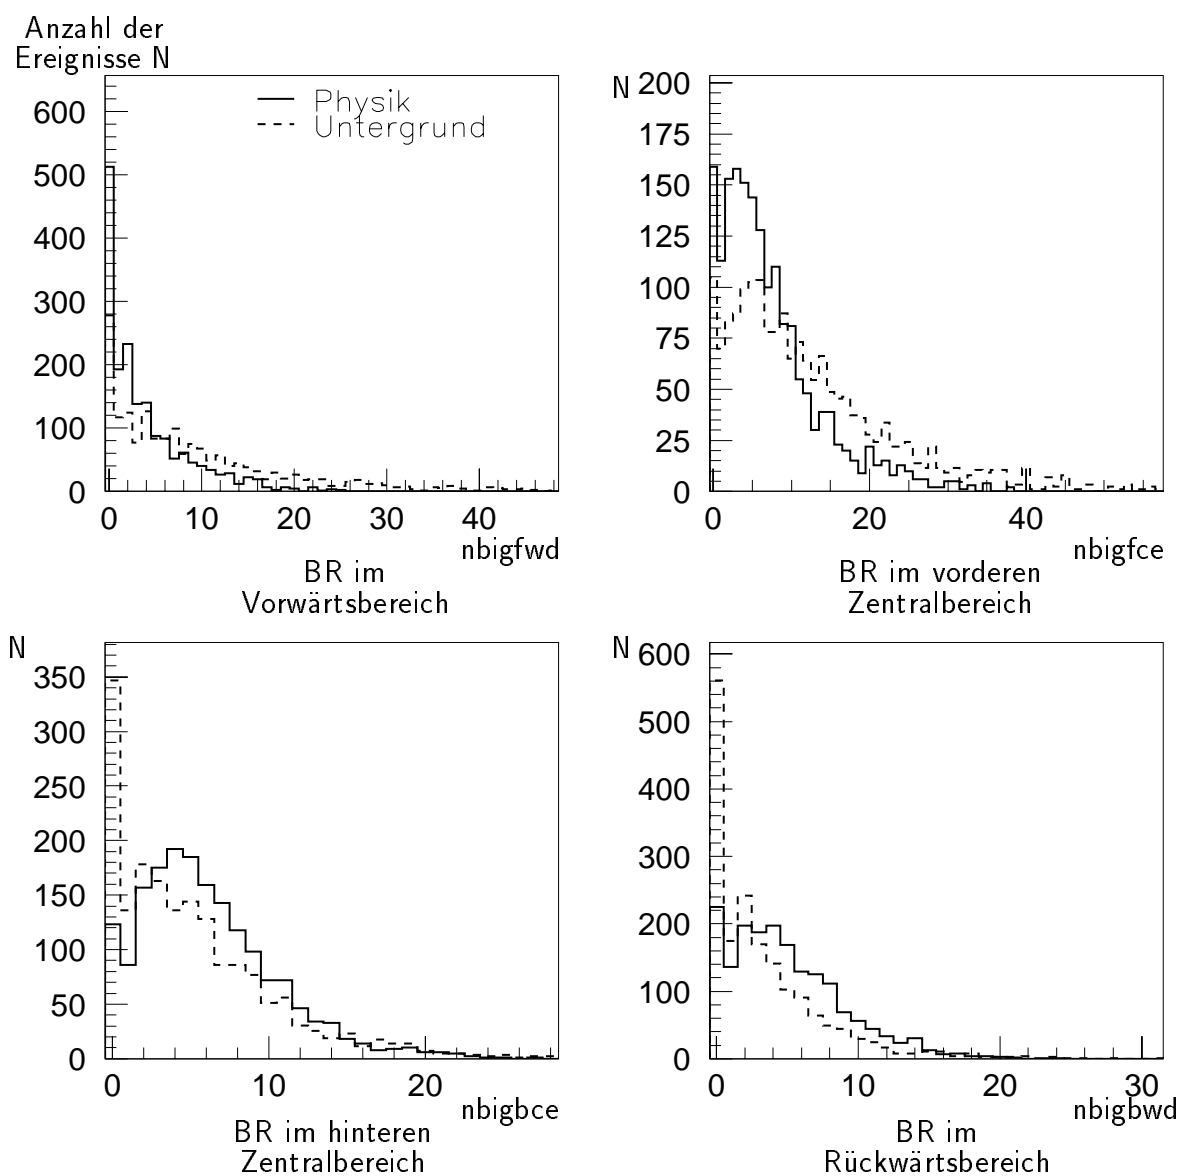 Anzahl der
Ereignisse N
600
500
400
300
200
100
0
Physik
Untergrund
0 10 20 30 40
nbigfwd
BR im
Vorwärtsbereich
N 200
175
150
125
100
75
50
25
0
0 20 40
nbigfce
BR im vorderen
Zentralbereich
N
350
300
250
200
150
100
50
0
0 10 20
nbigbce
BR im hinteren
Zentralbereich
N 600
500
400
300
200
100
0
0 10 20 30
nbigbwd
BR im
Rückwärtsbereich